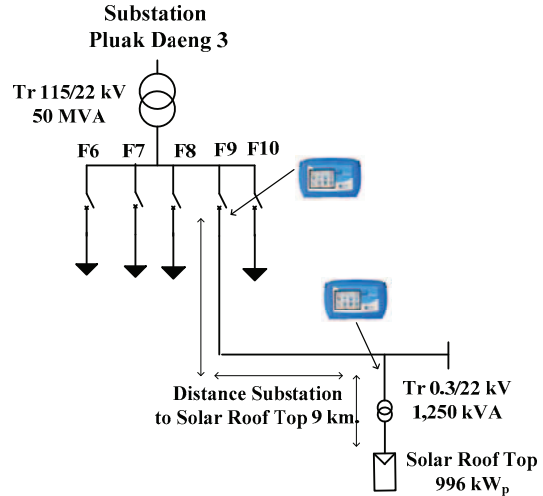 Substation
Pluak Daeng 3
Tr 115/22 kV
50 MVA
F6 F7 F8 F9 F10
Distance Substation
to Solar Roof Top 9 km.
Tr 0.3/22 kV
1,250 kVA
Solar Roof Top
996 kWp